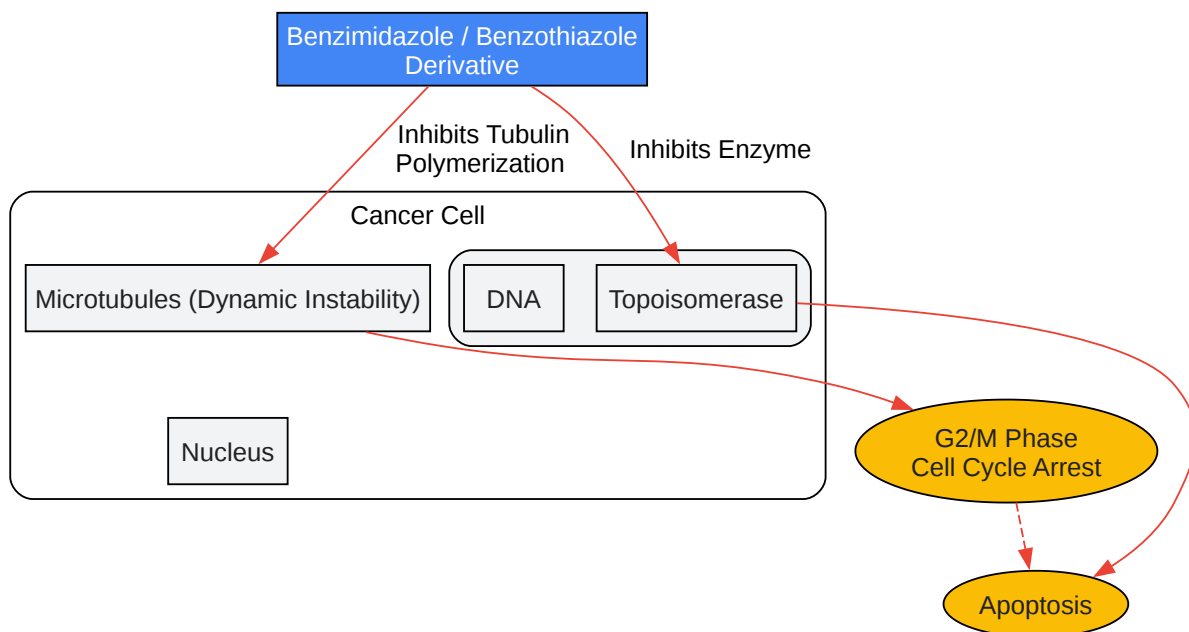 Benzimidazole / Benzothiazole
Derivative
Inhibits Tubulin
Polymerization
Inhibits Enzyme
Cancer Cell
Microtubules (Dynamic Instability)
DNA
Topoisomerase
Nucleus
G2/M Phase
Cell Cycle Arrest
Apoptosis